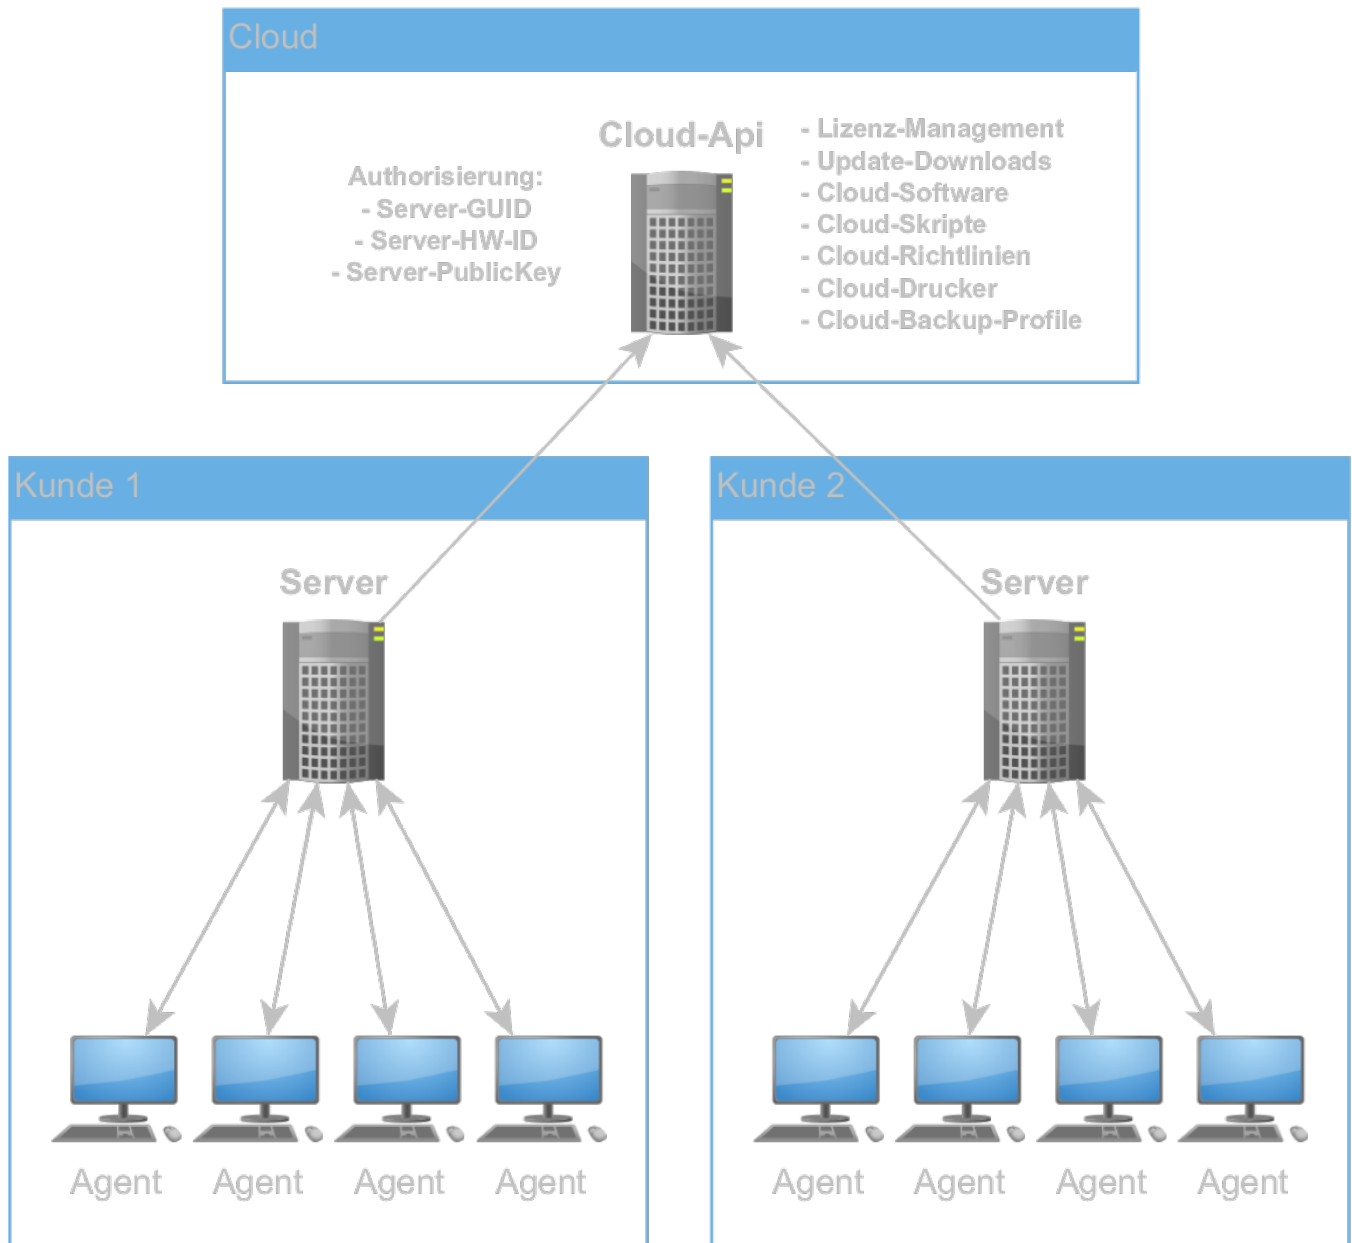 Cloud
Cloud-Api
Authorisierung:
- Server-GUID
- Server-HW-ID
- Server-PublicKey
- Lizenz-Management
- Update-Downloads
- Cloud-Software
- Cloud-Skripte
- Cloud-Richtlinien
- Cloud-Drucker
- Cloud-Backup-Profile
Kunde 1
Server
Agent
Agent
Agent
Agent
Kunde 2
Server
Agent
Agent
Agent
Agent